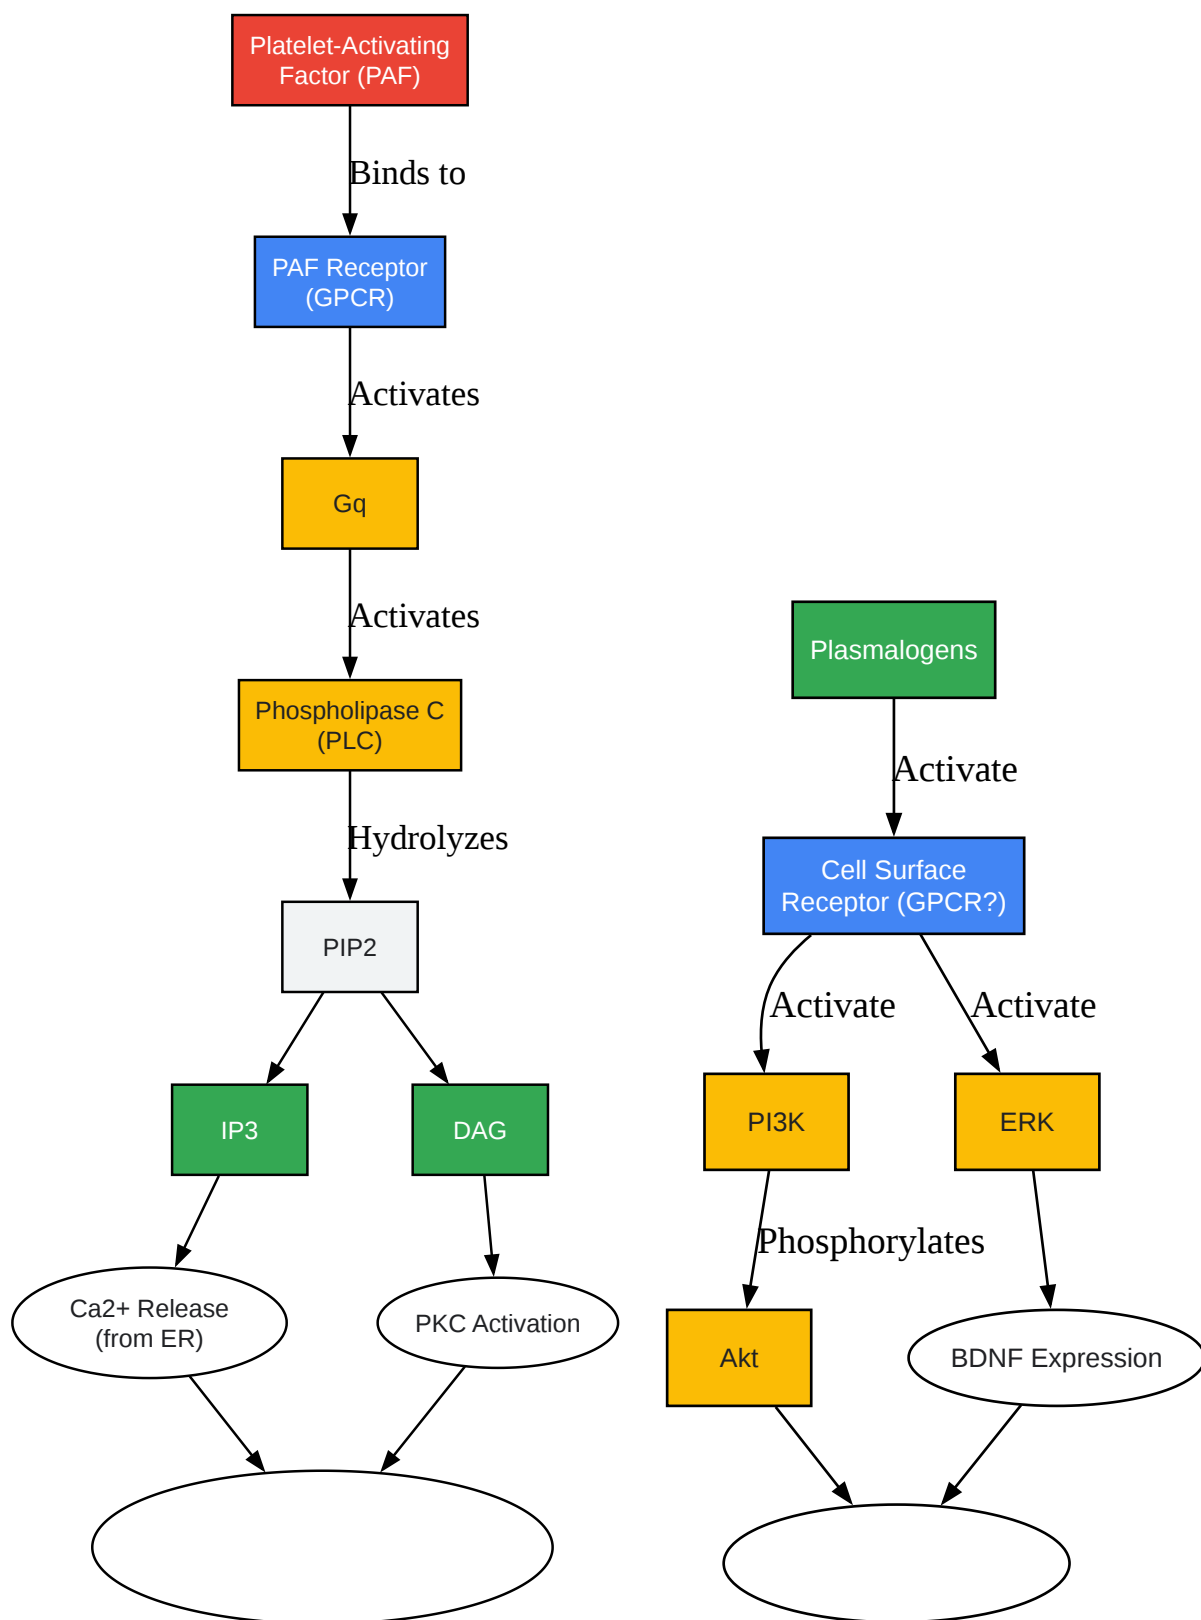 Platelet-Activating
Factor (PAF)
Binds to
PAF Receptor
(GPCR)
Activates
Gq
Activates
Phospholipase C
(PLC)
Hydrolyzes
PIP2
IP3
DAG
Ca2+ Release
(from ER)
PKC Activation
Plasmalogens
Activate
Cell Surface
Receptor (GPCR?)
Activate
Activate
PI3K
ERK
Phosphorylates
Akt
BDNF Expression